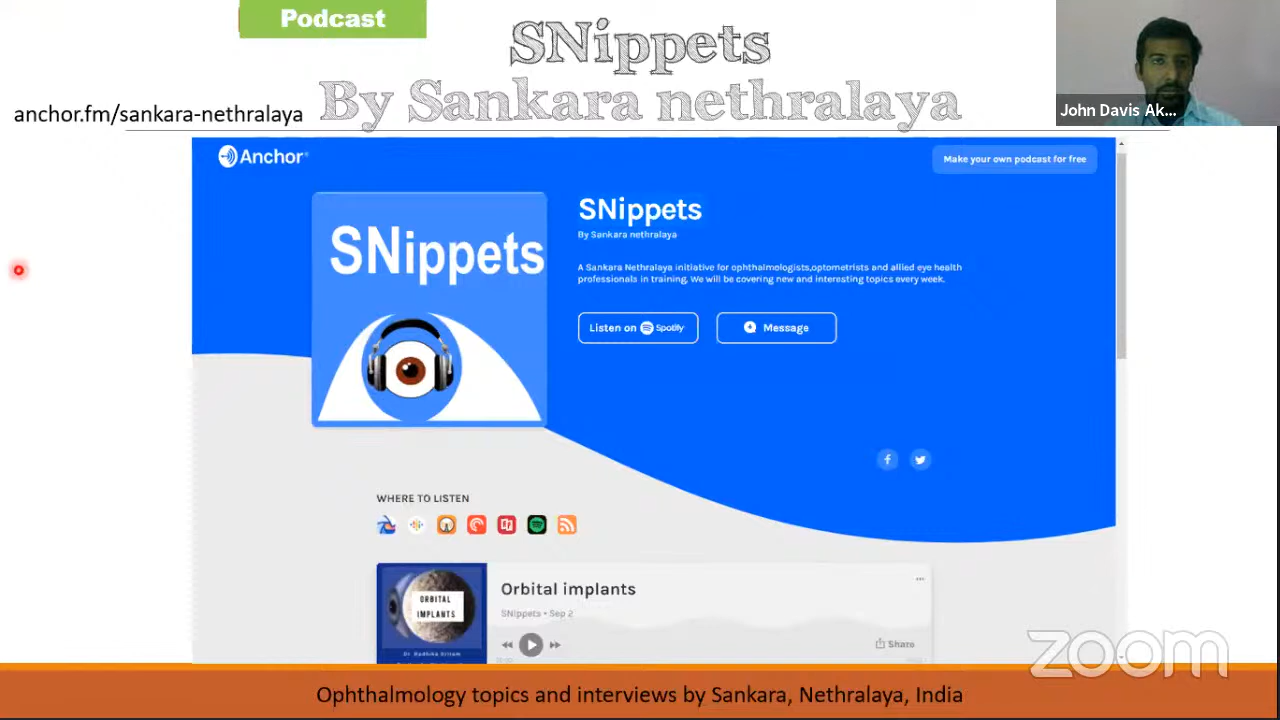 Podcast
SNippets
By Sankara nethralaya
anchor.fm/sankara-nethralaya
John Davis Ak...
Anchor
Make your own podcast for free
SNippets
SNippets
By Sankara nethralaya
A Sankara Nethralaya initiative for ophthalmologists,optometrists and allied eye health
professionals in training. We will be covering new and interesting topics every week.
Listen on Spotify
Message
WHERE TO LISTEN
ORBITAL
IMPLANTS
Orbital implants
SNippets • Sep 2
Share
zoom
Ophthalmology topics and interviews by Sankara, Nethralaya, India